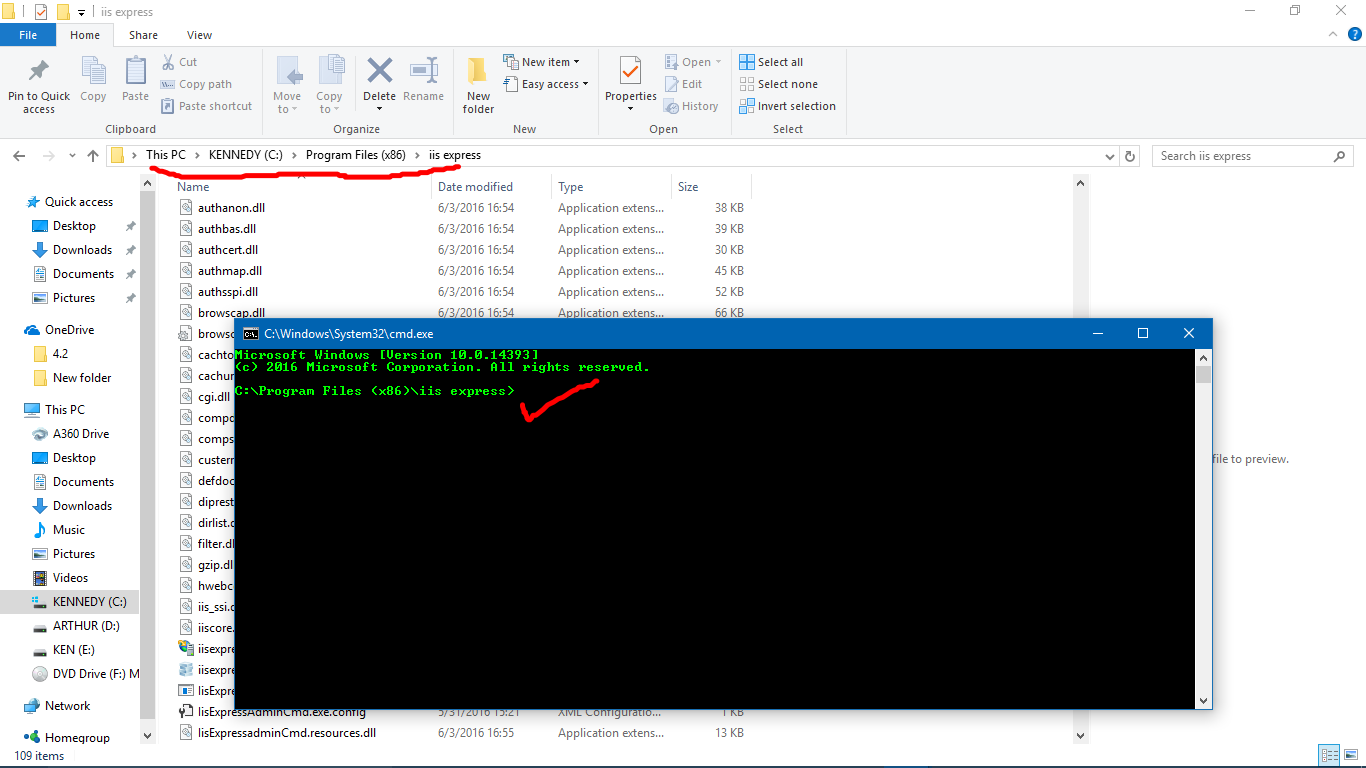 iis express
File Home Share View
Pin to Quick access
Copy
Paste
Cut
Copy path
Paste shortcut
Clipboard
Move to
Copy to
Delete
Rename
Organize
New folder
New item
Easy access
New
Properties
Open
Edit
History
Open
Select all
Select none
Invert selection
Select
This PC > KENNEDY (C:) > Program Files (x86) > iis express
Search iis express
Quick access
Desktop
Downloads
Documents
Pictures
OneDrive
4.2
New folder
This PC
A360 Drive
Desktop
Documents
Downloads
Music
Pictures
Videos
KENNEDY (C:)
ARTHUR (D:)
KEN (E:)
DVD Drive (F:) M
Network
Homegroup
Name Date modified Type Size
authanon.dll 6/3/2016 16:54 Application extens... 38 KB
authbas.dll 6/3/2016 16:54 Application extens... 39 KB
authcert.dll 6/3/2016 16:54 Application extens... 30 KB
authmap.dll 6/3/2016 16:54 Application extens... 45 KB
authsspi.dll 6/3/2016 16:54 Application extens... 52 KB
browscap.dll 6/3/2016 16:54 Application extens... 66 KB
browsc
cachto
cachur
cgi.dll
compo
comps
custerr
defdoc
diprest
dirlist.c
filter.dl
gzip.dl
hwebc
iis_ssi.c
iiscore.
iisexpre
iisexpre
IisExpre
IisExpressAdminCmd.exe.config 5/31/2016 15:21 XML Configuratio... 1 KB
IisExpressadminCmd.resources.dll 6/3/2016 16:55 Application extens... 13 KB
C:\Windows\System32\cmd.exe
Microsoft Windows [Version 10.0.14393]
(c) 2016 Microsoft Corporation. All rights reserved.
C:\Program Files (x86)\iis express>
file to preview.
109 items